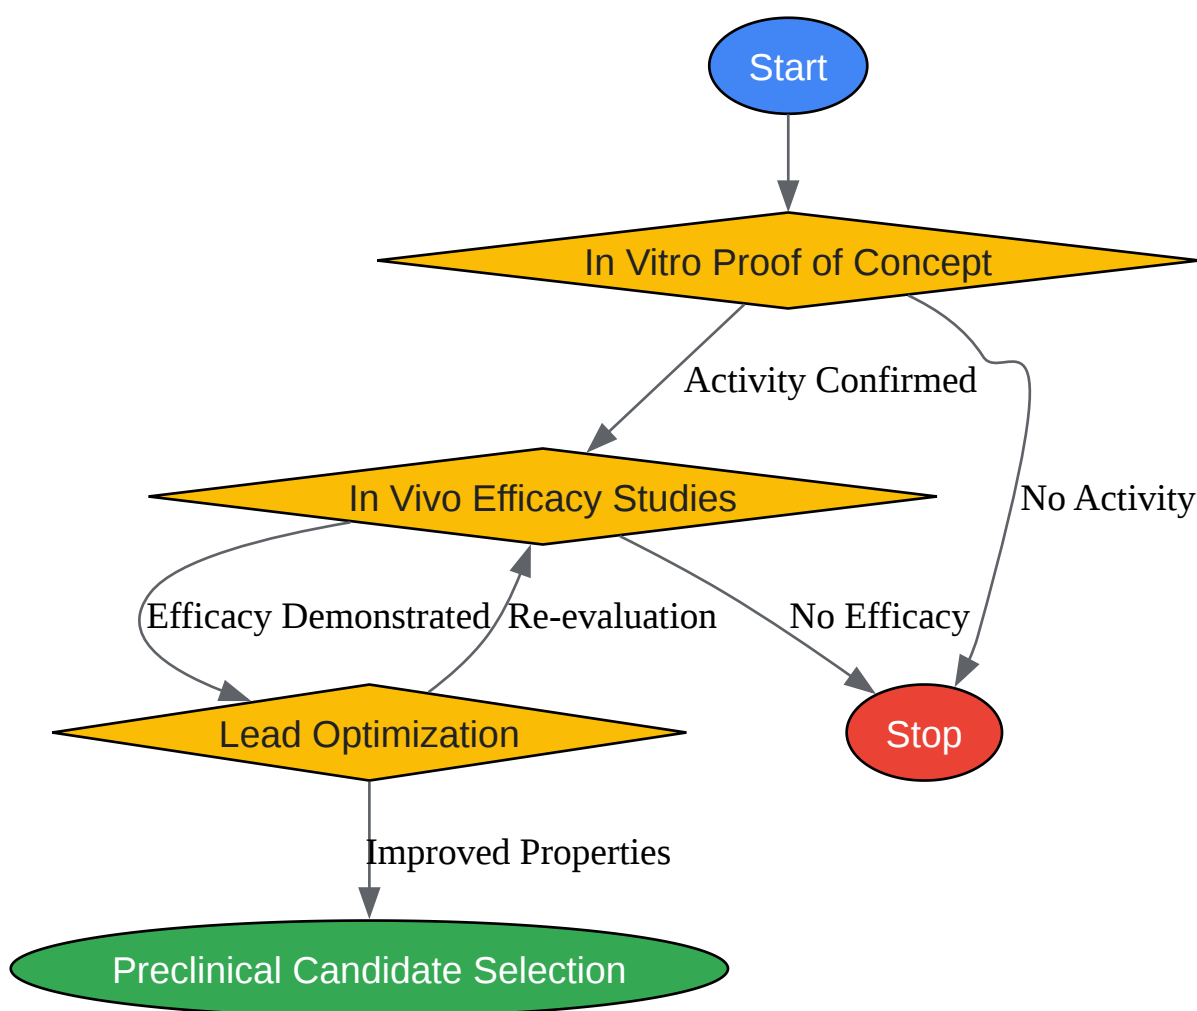 Start
In Vitro Proof of Concept
Activity Confirmed
In Vivo Efficacy Studies
No Activity
Efficacy Demonstrated
Re-evaluation
No Efficacy
Lead Optimization
Stop
Improved Properties
Preclinical Candidate Selection